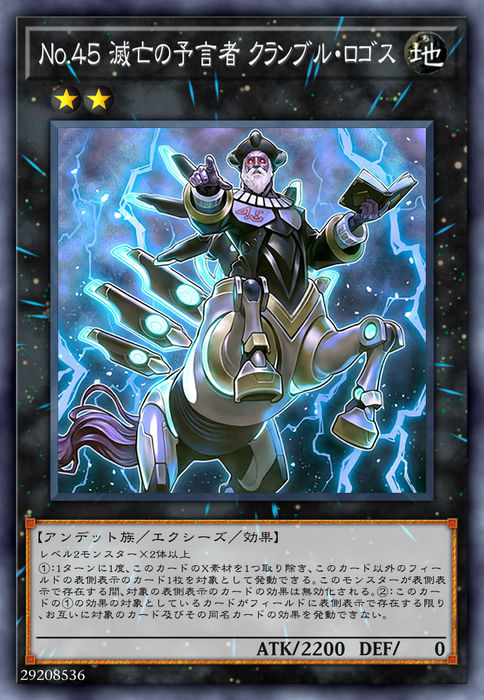 No.45 滅亡の予言者 クランブル・ロゴス
ち
地
45
【アンデット族／エクシーズ／効果】
レベル2モンスター×2体以上
①:1ターンに1度、このカードのX素材を1つ取り除き、このカード以外のフィー
ルドの表側表示のカード1枚を対象として発動できる。このモンスターが表側表
示で存在する間、対象の表側表示のカードの効果は無効化される。②:このカー
ドの①の効果の対象としているカードがフィールドに表側表示で存在する限り
、お互いに対象のカード及びその同名カードの効果を発動できない。
ATK/2200 DEF/ 0
29208536